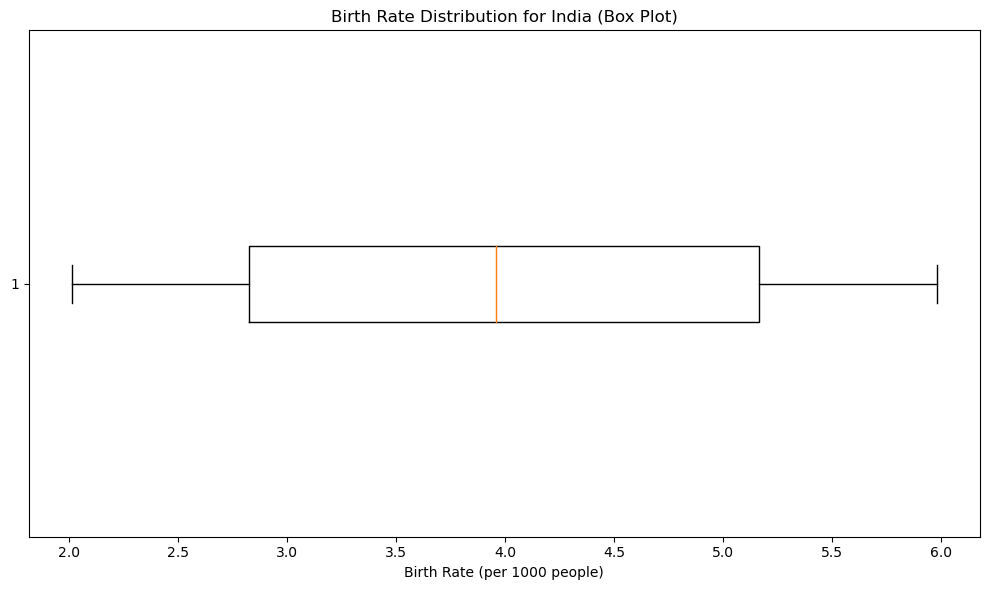 Birth Rate Distribution for India (Box Plot)
1
2.0 2.5 3.0 3.5 4.0 4.5 5.0 5.5 6.0
Birth Rate (per 1000 people)